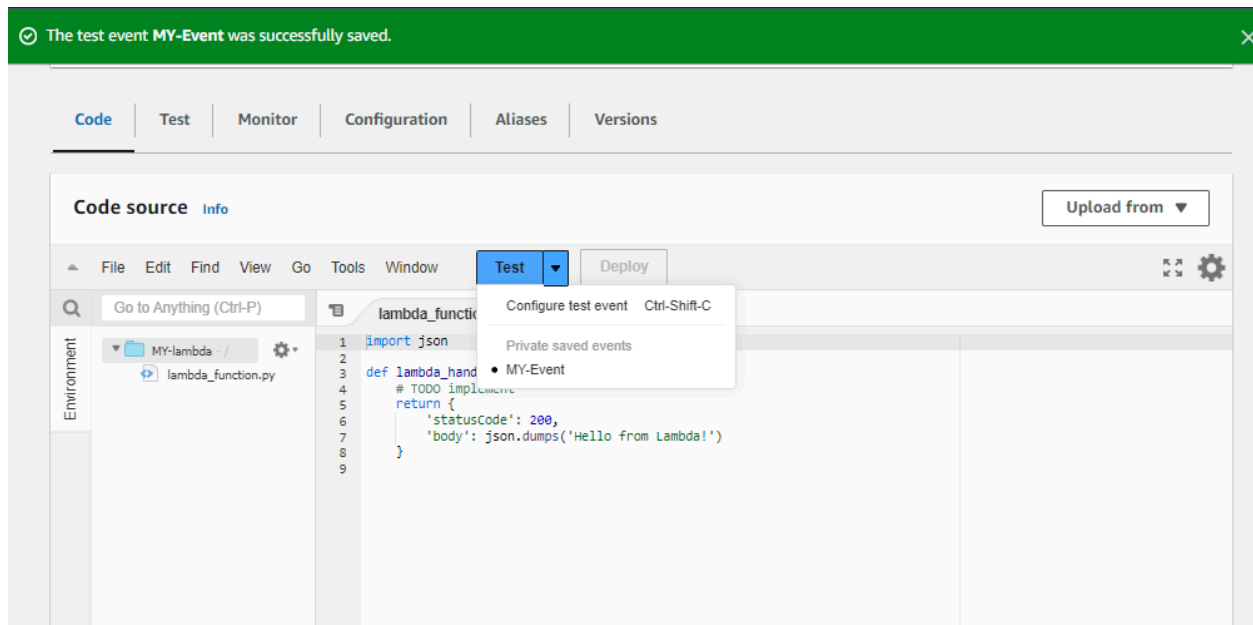 The test event MY-Event was successfully saved.
Code Test Monitor Configuration Aliases Versions
Code source Info
Upload from
File Edit Find View Go Tools Window Test Deploy
Go to Anything (Ctrl-P)
Configure test event Ctrl-Shift-C
Private saved events
MY-Event
Environment
MY-lambda - /
lambda_function.py
lambda_functic
1 import json
2
3 def lambda_hand
4 # TODO implement
5 return {
6 'statusCode': 200,
7 'body': json.dumps('Hello from Lambda!')
8 }
9